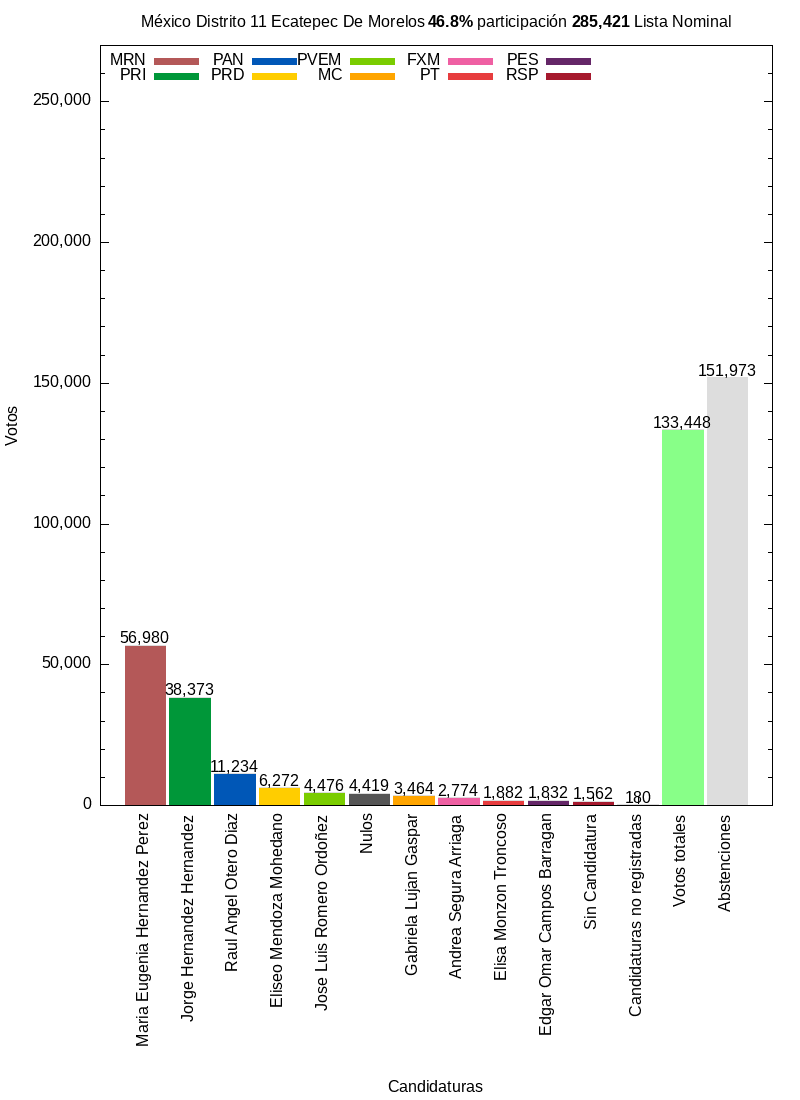 México Distrito 11 Ecatepec De Morelos 46.8% participación 285,421 Lista Nominal
MRN PAN PVEM FXM PES
PRI PRD MC PT RSP
250,000
200,000
150,000
100,000
50,000
0
Votos
56,980
38,373
11,234
6,272
4,476
4,419
3,464
2,774
1,882
1,832
1,562
180
133,448
151,973
Maria Eugenia Hernandez Perez
Jorge Hernandez Hernandez
Raul Angel Otero Diaz
Eliseo Mendoza Mohedano
Jose Luis Romero Ordoñez
Nulos
Gabriela Lujan Gaspar
Andrea Segura Arriaga
Elisa Monzon Troncoso
Edgar Omar Campos Barragan
Sin Candidatura
Candidaturas no registradas
Votos totales
Abstenciones
Candidaturas